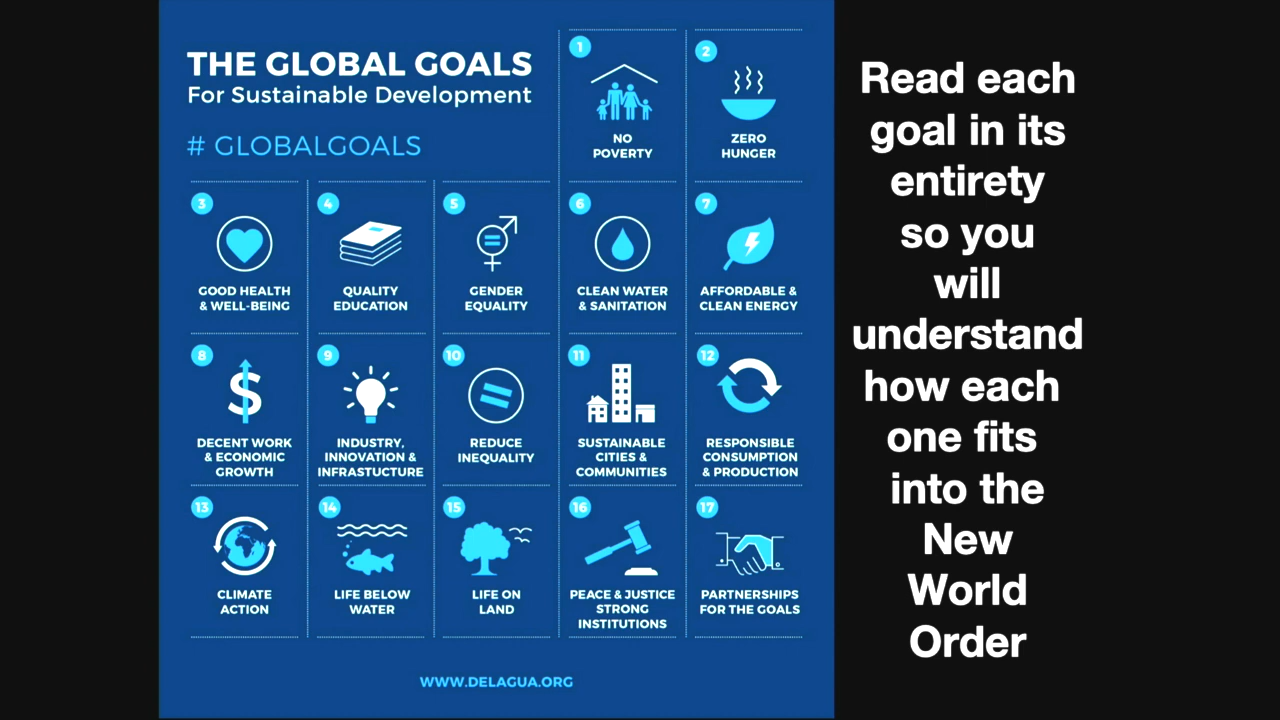 THE GLOBAL GOALS
For Sustainable Development
# GLOBALGOALS
1
NO
POVERTY
2
ZERO
HUNGER
3
GOOD HEALTH
& WELL-BEING
4
QUALITY
EDUCATION
5
GENDER
EQUALITY
6
CLEAN WATER
& SANITATION
7
AFFORDABLE &
CLEAN ENERGY
8
DECENT WORK
& ECONOMIC
GROWTH
9
INDUSTRY,
INNOVATION &
INFRASTUCTURE
10
REDUCE
INEQUALITY
11
SUSTAINABLE
CITIES &
COMMUNITIES
12
RESPONSIBLE
CONSUMPTION
& PRODUCTION
13
CLIMATE
ACTION
14
LIFE BELOW
WATER
15
LIFE ON
LAND
16
PEACE & JUSTICE
STRONG
INSTITUTIONS
17
PARTNERSHIPS
FOR THE GOALS
WWW.DELAGUA.ORG
Read each
goal in its
entirety
so you
will
understand
how each
one fits
into the
New
World
Order